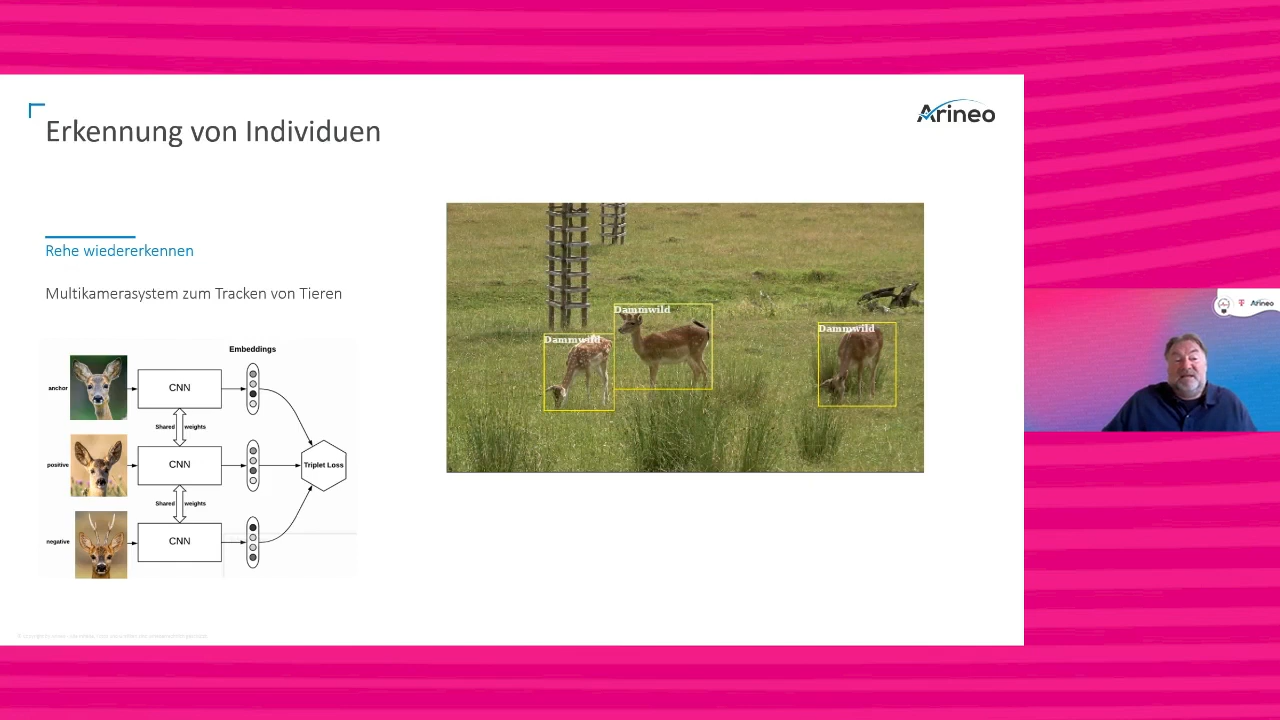 Erkennung von Individuen
Arineo
Rehe wiedererkennen
Multikamerasystem zum Tracken von Tieren
Embeddings
anchor
CNN
Shared weights
positive
CNN
Triplet Loss
Shared weights
negative
CNN
Dammwild
Dammwild
Dammwild
T Arineo